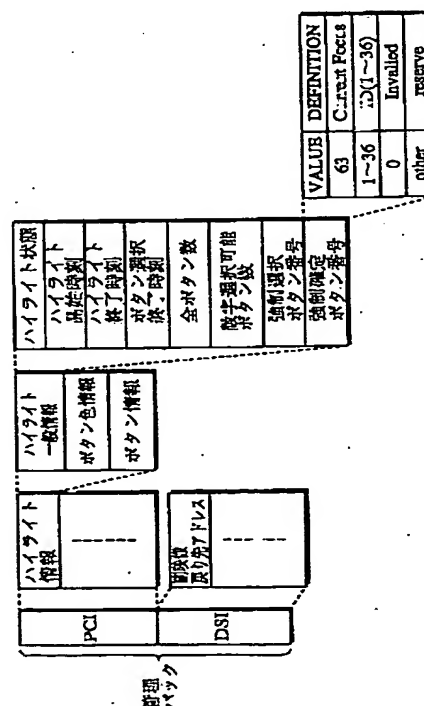 管理
パック
PCI
DSI
ハイライト
情報
戻り先アドレス
ハイライト
一般情報
ボタン色情報
ボタン情報
ハイライト状態
ハイライト
開始時刻
ハイライト
終了時刻
ボタン選択
終了時刻
全ボタン数
数字選択可能
ボタン数
強制選択
ボタン番号
強制確定
ボタン番号
VALUE DEFINITION
63 Current Focus
1~36 (1~36)
0 Invalied
other reserve